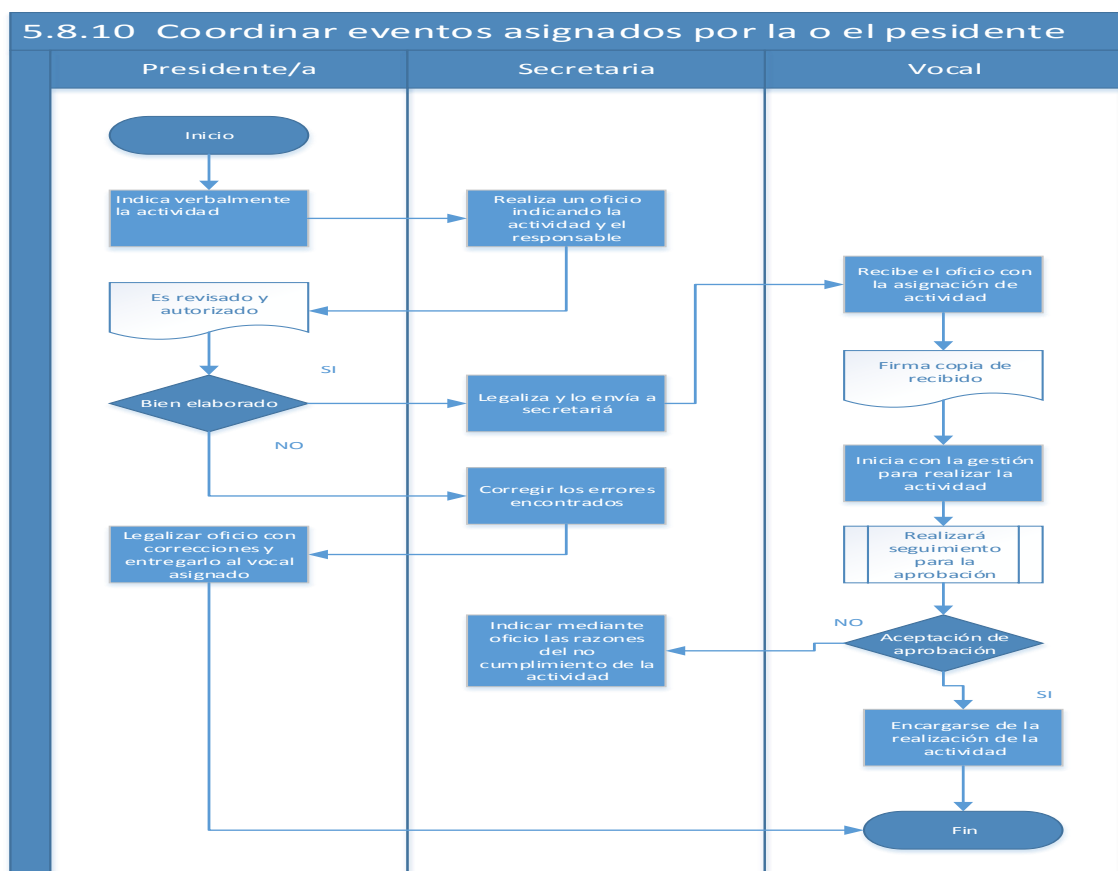 5.8.10 Coordinar eventos asignados por la o el pesidente
Presidente/a
Secretaria
Vocal
Inicio
Indica verbalmente
la actividad
Realiza un oficio
indicando la
actividad y el
responsable
Recibe el oficio con
la asignación de
actividad
Es revisado y
autorizado
SI
Firma copia de
recibido
Bien elaborado
Legaliza y lo envía a
secretariá
NO
Inicia con la gestión
para realizar la
actividad
Corregir los errores
encontrados
Legalizar oficio con
correcciones y
entregarlo al vocal
asignado
Realizará
seguimiento
para la
aprobación
Indicar mediante
oficio las razones
del no
cumplimiento de la
actividad
NO
Aceptación de
aprobación
SI
Encargarse de la
realización de la
actividad
Fin